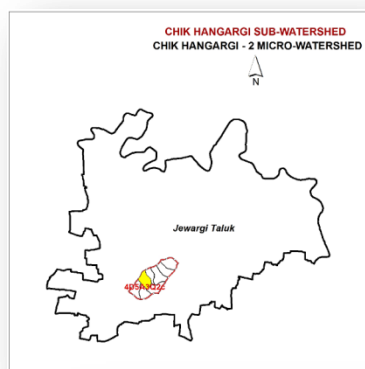 CHIK HANGARGI SUB-WATERSHED
CHIK HANGARGI - 2 MICRO-WATERSHED
N
Jewargi Taluk